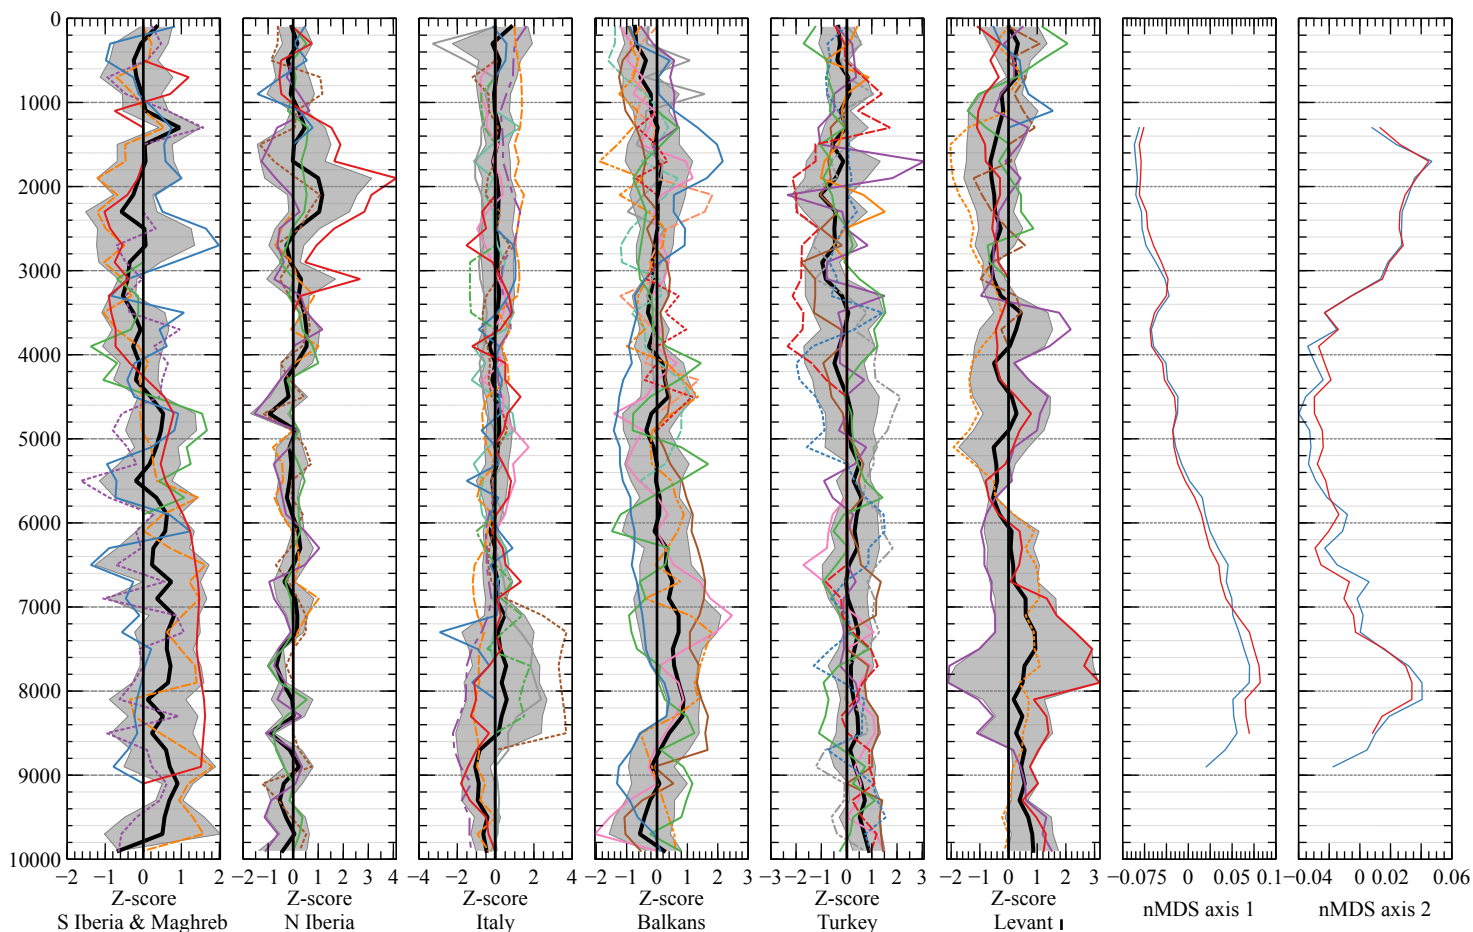 0
1000
2000
3000
4000
5000
6000
7000
8000
9000
10000
−2 −1 0 1 2
Z-score
S Iberia & Maghreb
−2 −1 0 1 2 3 4
Z-score
N Iberia
−4 −2 0 2 4
Z-score
Italy
−2 −1 0 1 2
Z-score
Balkans
−2 −1 0 1 2 3
Z-score
Turkey
−2 −1 0 1 2 3
Z-score
Levant
−0.075 0 0.05 0.1
nMDS axis 1
−0.04 0 0.02 0.06
nMDS axis 2